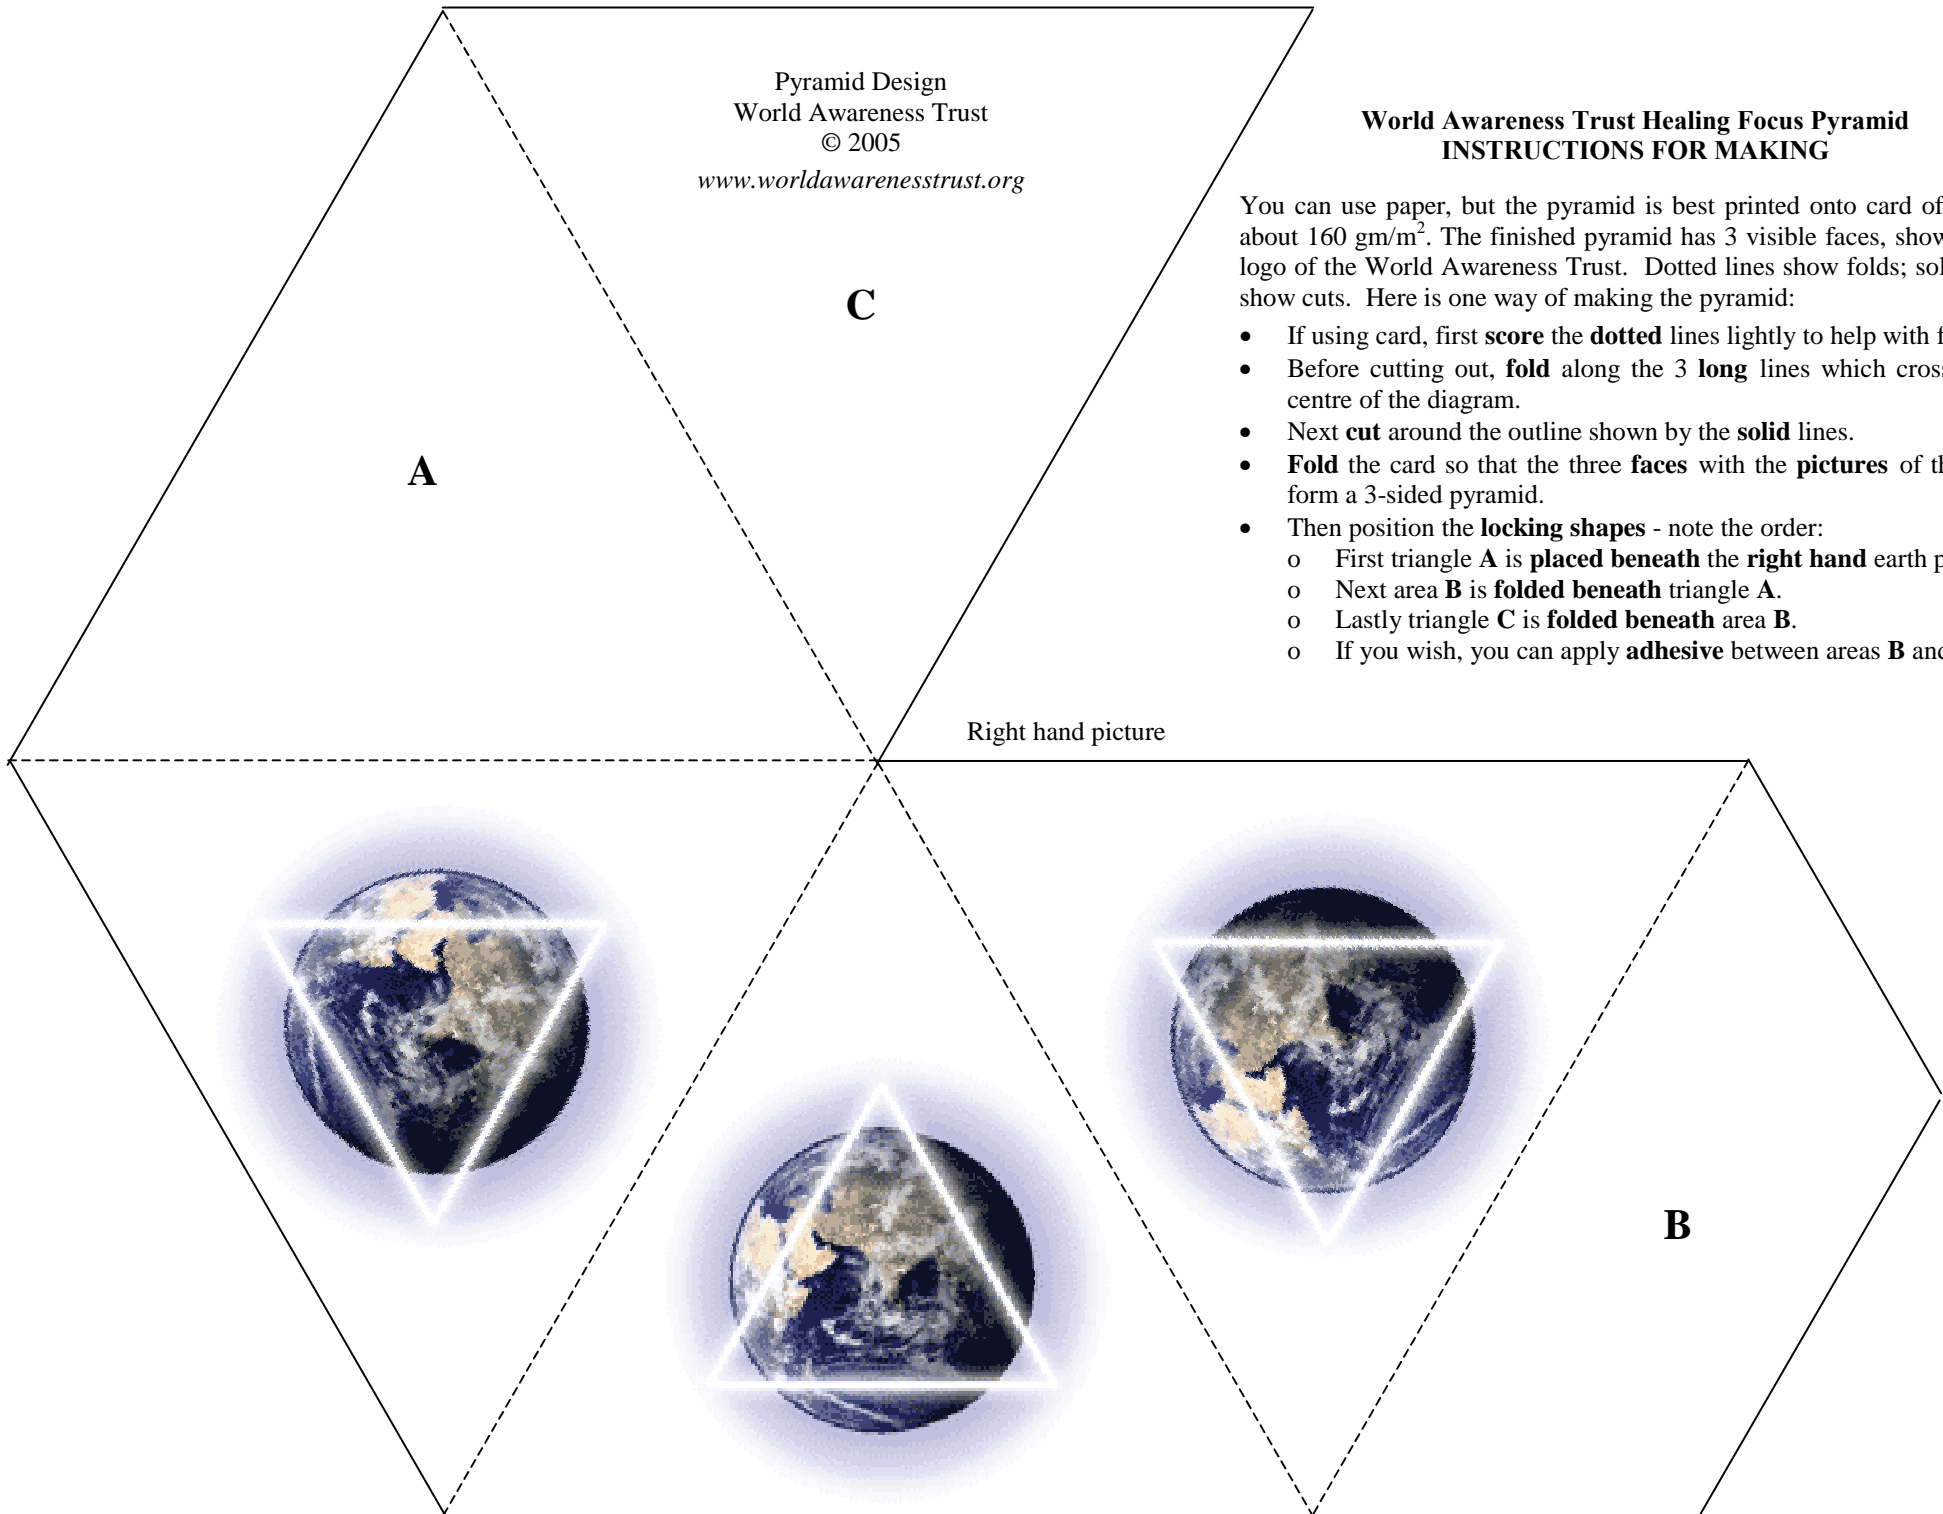 Pyramid Design
World Awareness Trust
© 2005
www.worldawarenesstrust.org
C
A
World Awareness Trust Healing Focus Pyramid
INSTRUCTIONS FOR MAKING
You can use paper, but the pyramid is best printed onto card of
about 160 gm/m². The finished pyramid has 3 visible faces,
logo of the World Awareness Trust. Dotted lines show folds;
show cuts. Here is one way of making the pyramid:
• If using card, first score the dotted lines lightly to help with
• Before cutting out, fold along the 3 long lines which
centre of the diagram.
• Next cut around the outline shown by the solid lines.
• Fold the card so that the three faces with the pictures of
form a 3-sided pyramid.
• Then position the locking shapes - note the order:
o First triangle A is placed beneath the right hand earth
o Next area B is folded beneath triangle A.
o Lastly triangle C is folded beneath area B.
o If you wish, you can apply adhesive between areas B
Right hand picture
B